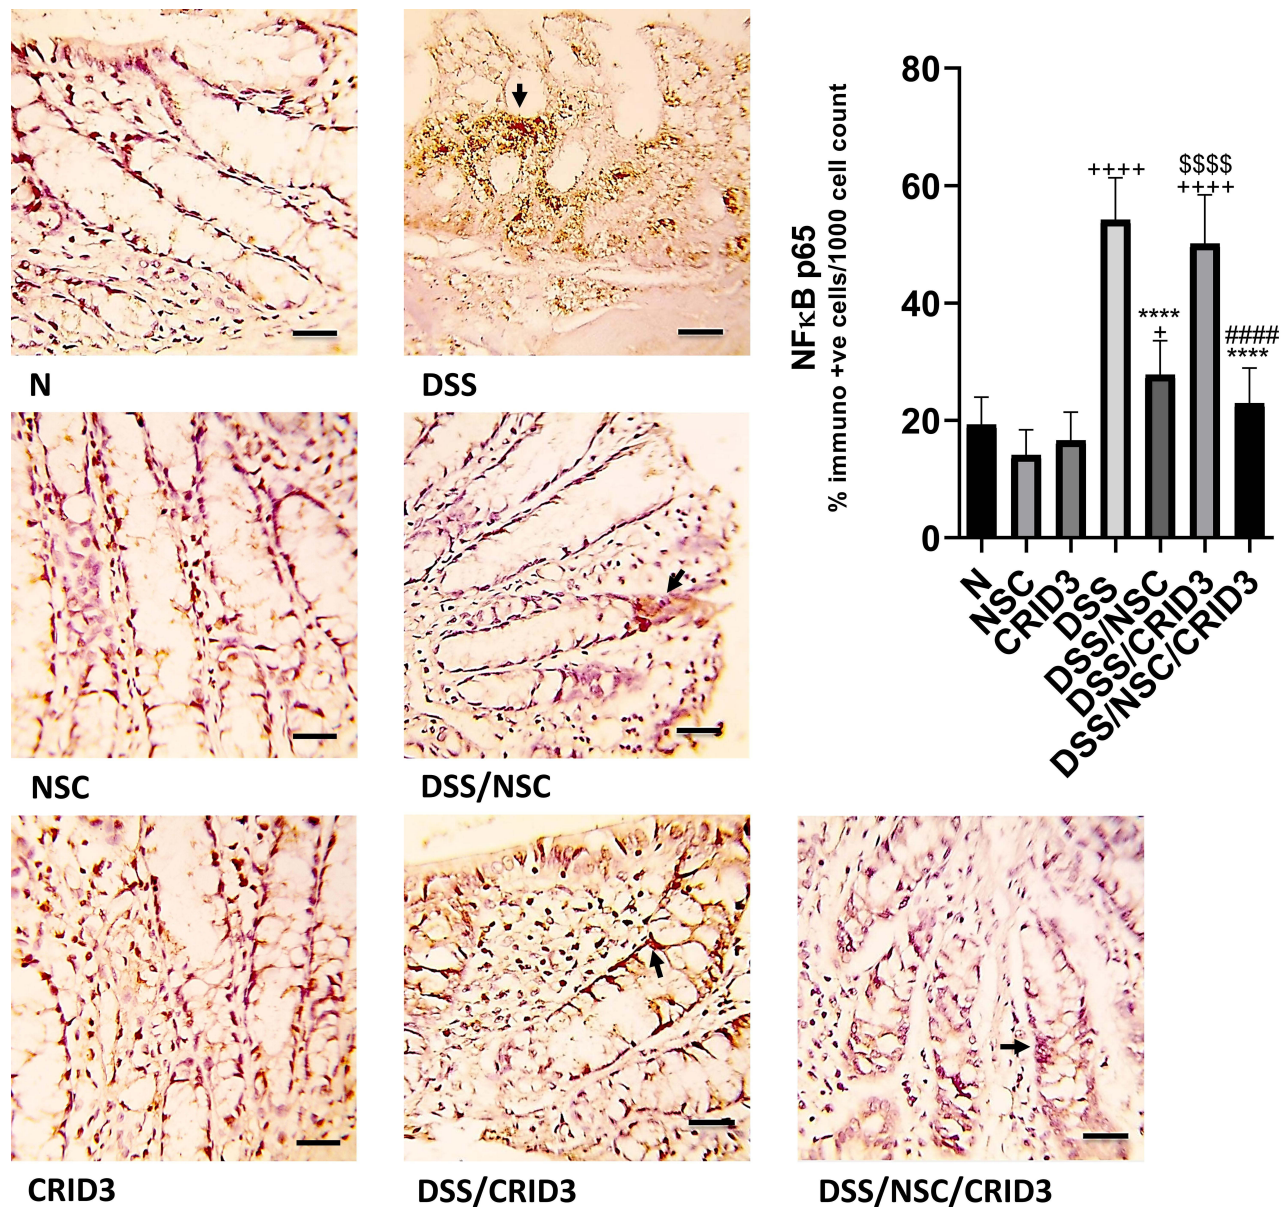 N
DSS
NSC
DSS/NSC
CRID3
DSS/CRID3
DSS/NSC/CRID3
NFκB p65
% immuno +ve cells/1000 cell count
80
60
40
20
0
++++
****
+
$$$$
++++
####
****
N
NSC
CRID3
DSS
DSS/NSC
DSS/CRID3
DSS/NSC/CRID3